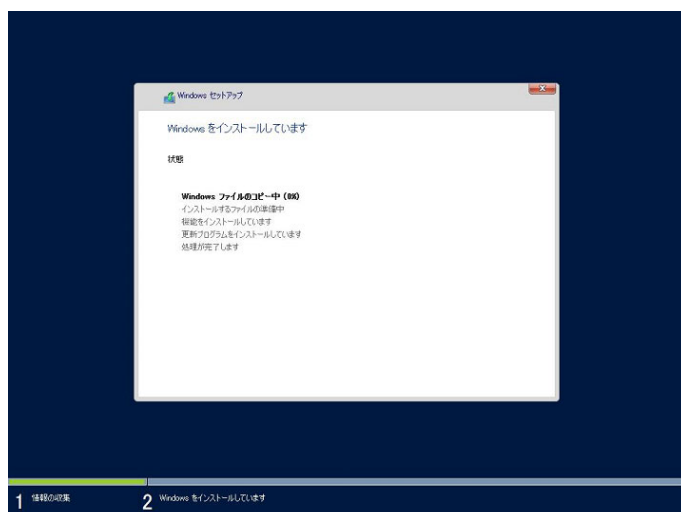 Windows セットアップ
Windows をインストールしています
状態
Windows ファイルのコピー中 (0%)
インストールするファイルの準備中
機能をインストールしています
更新プログラムをインストールしています
処理が完了します
1 情報の収集
2 Windows をインストールしています